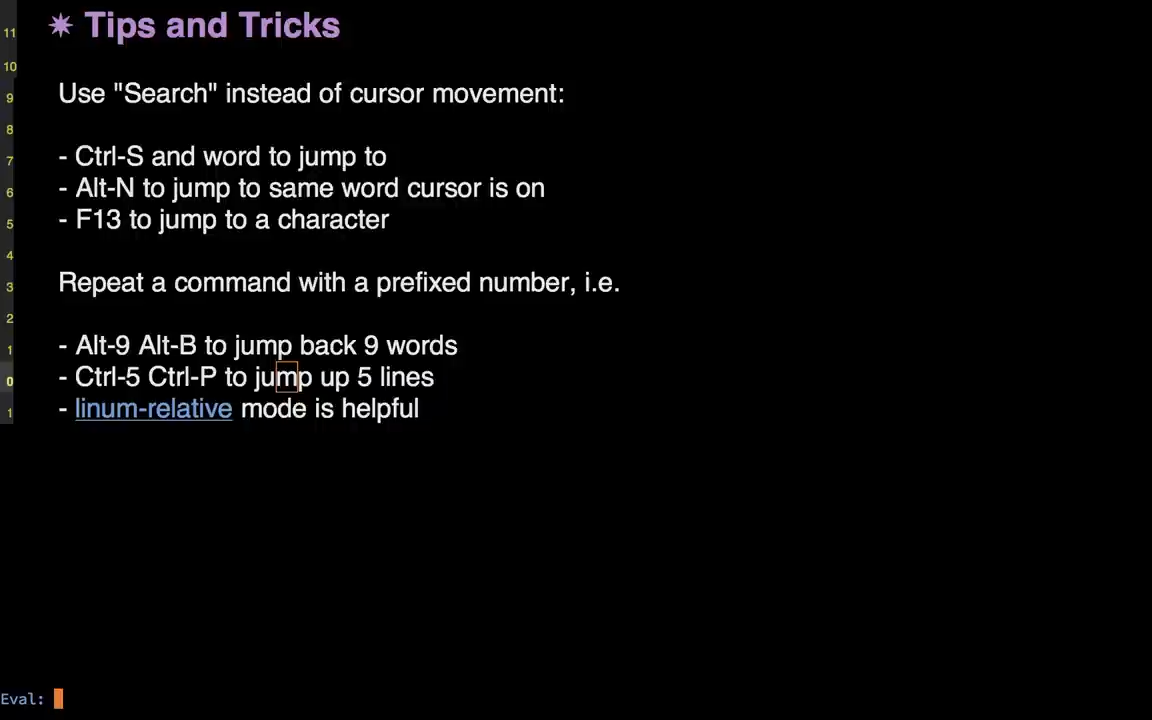 11 ✷ Tips and Tricks
10
9 Use "Search" instead of cursor movement:
8
7 - Ctrl-S and word to jump to
6 - Alt-N to jump to same word cursor is on
5 - F13 to jump to a character
4
3 Repeat a command with a prefixed number, i.e.
2
1 - Alt-9 Alt-B to jump back 9 words
0 - Ctrl-5 Ctrl-P to jump up 5 lines
1 - linum-relative mode is helpful
Eval: